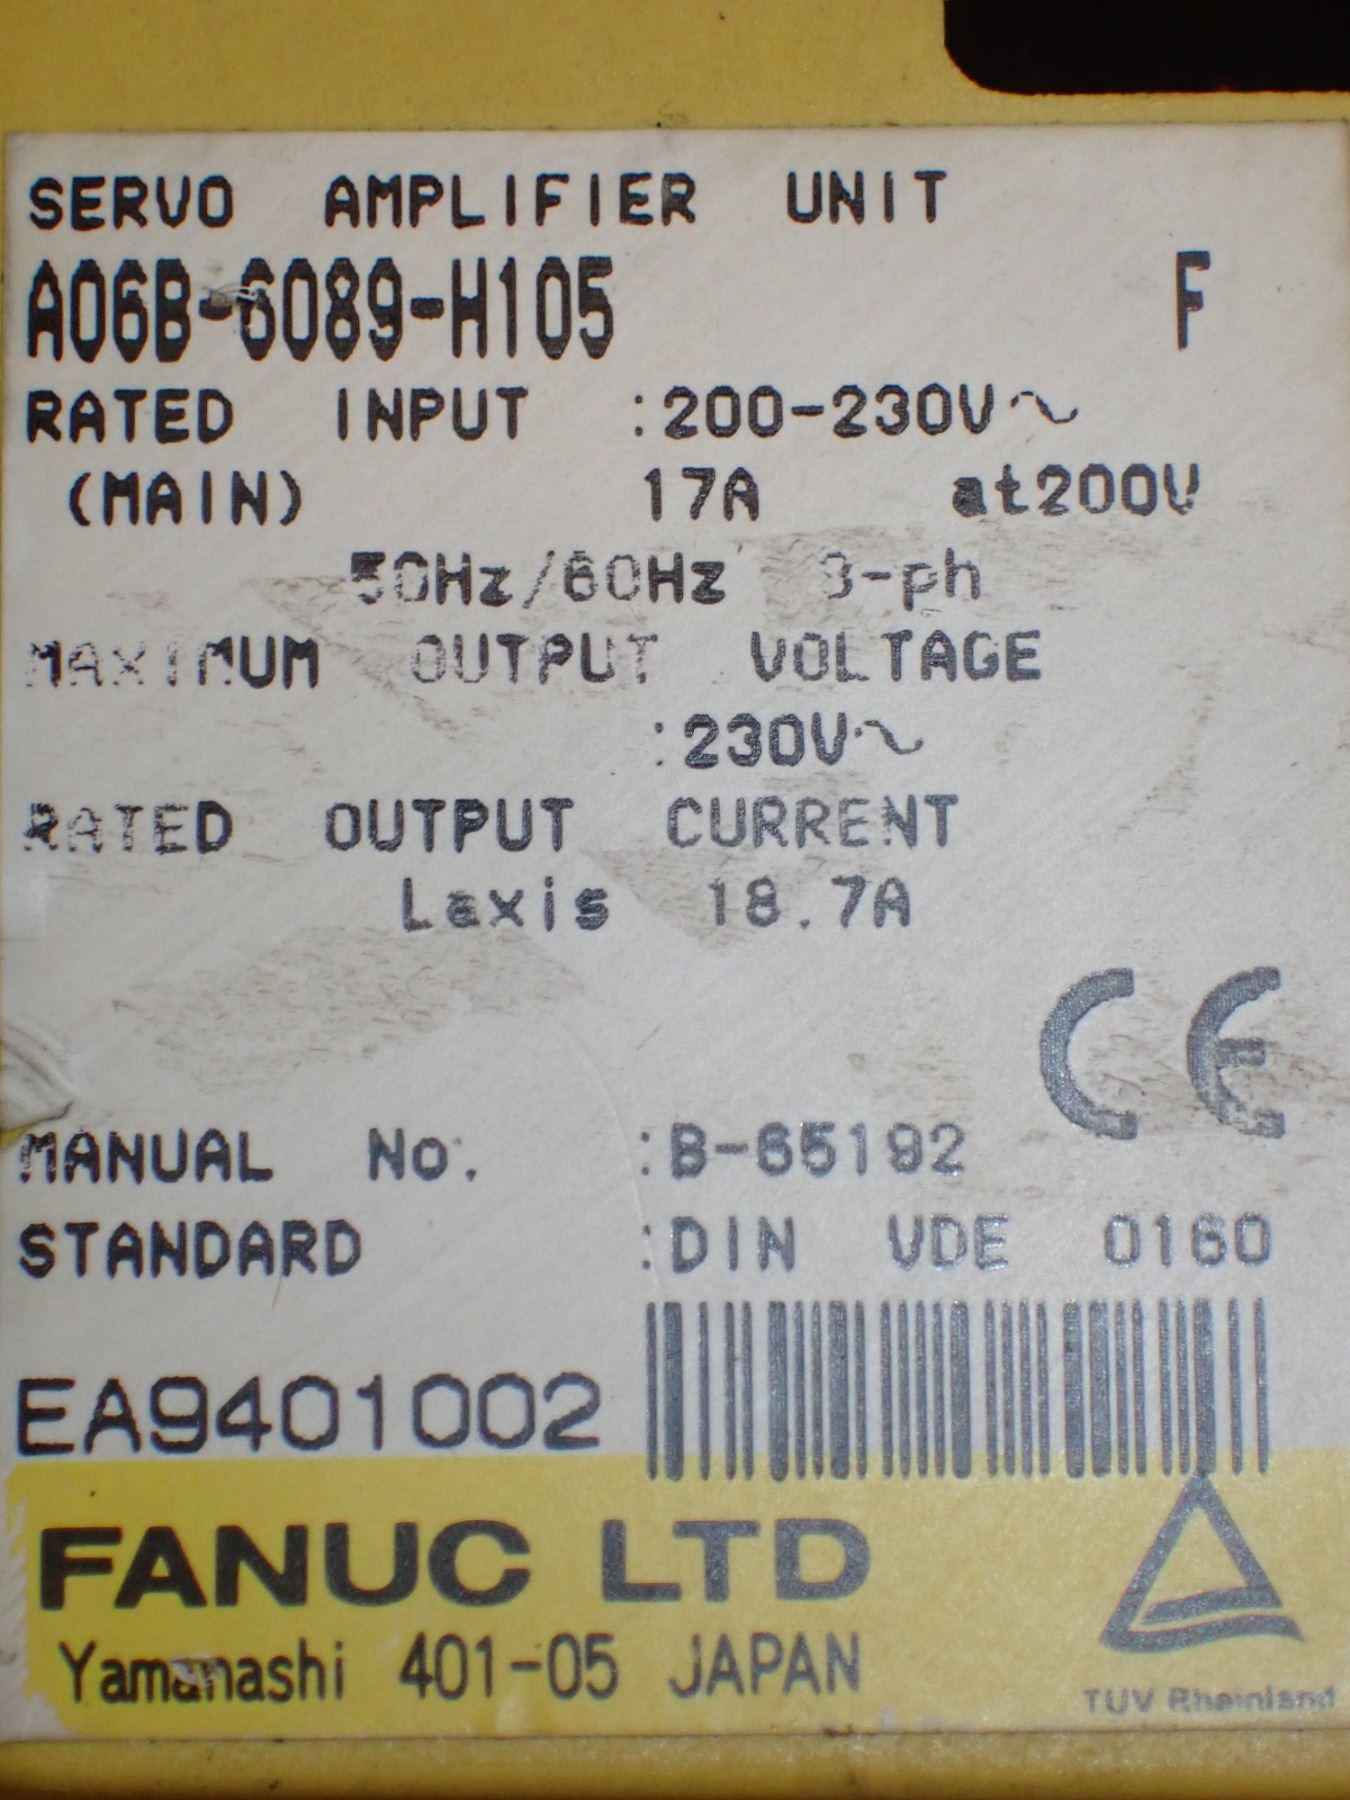 SERVO AMPLIFIER UNIT
A06B-6089-H105 F
RATED INPUT :200-230V~
(MAIN) 17A at200V
50Hz/60Hz 3-ph
MAXIMUM OUTPUT VOLTAGE
:230V~
RATED OUTPUT CURRENT
Laxis 18.7A
CE
MANUAL No. :B-65192
STANDARD :DIN VDE 0160
EA9401002
FANUC LTD
Yamanashi 401-05 JAPAN
TUV Rheinland